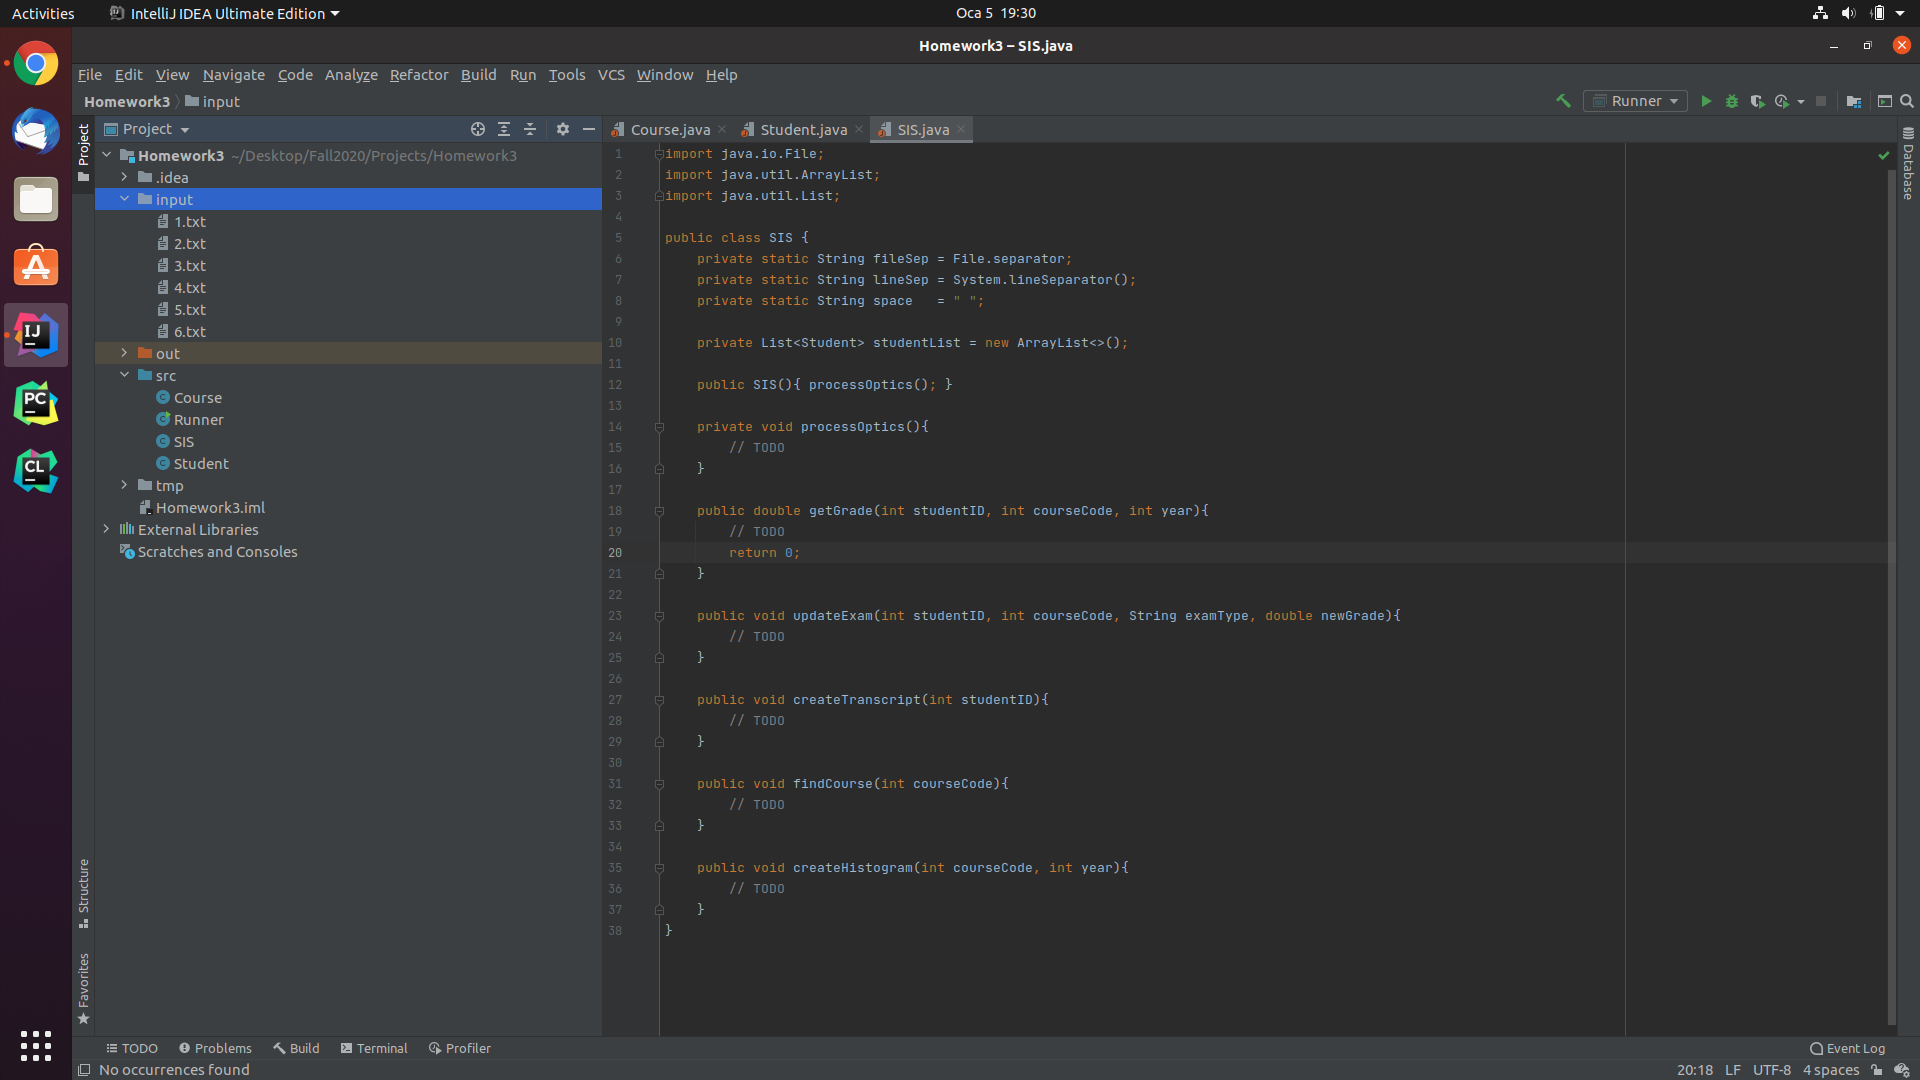 Activities IntelliJ IDEA Ultimate Edition Oca 5 19:30
Homework3 – SIS.java
File Edit View Navigate Code Analyze Refactor Build Run Tools VCS Window Help
Homework3 input Runner
Project
Project
Homework3 ~/Desktop/Fall2020/Projects/Homework3
.idea
input
1.txt
2.txt
3.txt
4.txt
5.txt
6.txt
out
src
Course
Runner
SIS
Student
tmp
Homework3.iml
External Libraries
Scratches and Consoles
Structure
Favorites
IJ
PC
CL
Course.java Student.java SIS.java
1 import java.io.File;
2 import java.util.ArrayList;
3 import java.util.List;
4
5 public class SIS {
6 private static String fileSep = File.separator;
7 private static String lineSep = System.lineSeparator();
8 private static String space   = " ";
9
10 private List<Student> studentList = new ArrayList<>();
11
12 public SIS(){ processOptics(); }
13
14 private void processOptics(){
15 // TODO
16 }
17
18 public double getGrade(int studentID, int courseCode, int year){
19 // TODO
20 return 0;
21 }
22
23 public void updateExam(int studentID, int courseCode, String examType, double newGrade){
24 // TODO
25 }
26
27 public void createTranscript(int studentID){
28 // TODO
29 }
30
31 public void findCourse(int courseCode){
32 // TODO
33 }
34
35 public void createHistogram(int courseCode, int year){
36 // TODO
37 }
38 }
Database
TODO Problems Build Terminal Profiler Event Log
No occurrences found 20:18 LF UTF-8 4 spaces